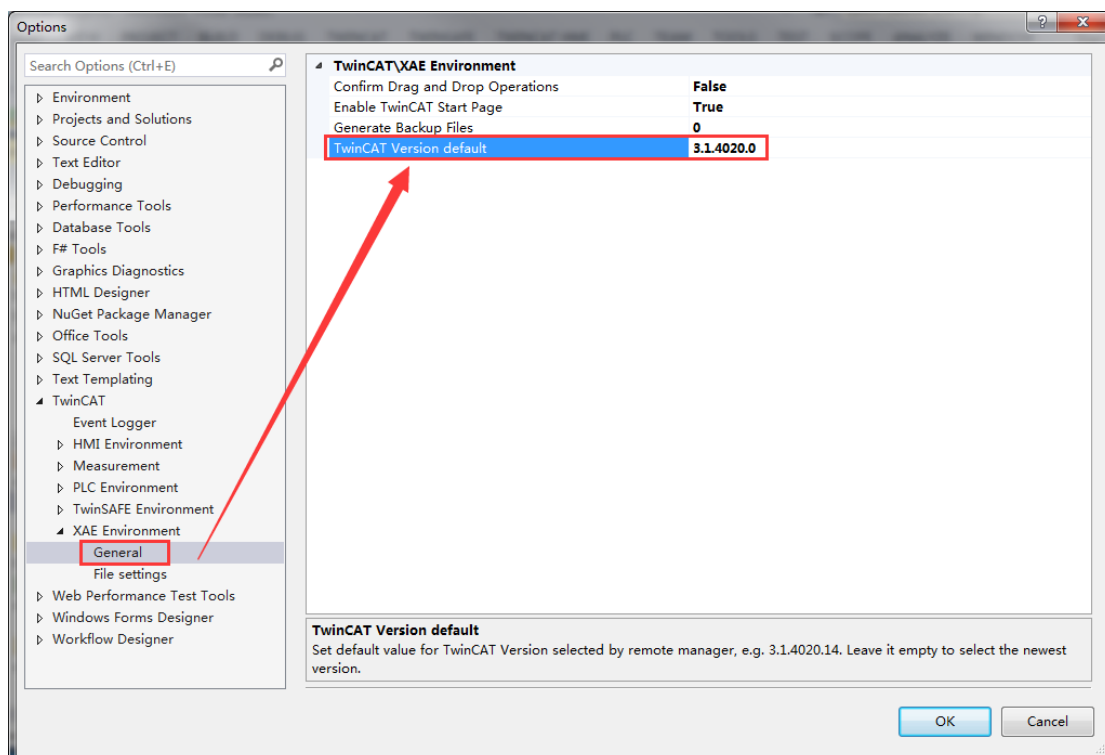 Options
Search Options (Ctrl+E)
Environment
Projects and Solutions
Source Control
Text Editor
Debugging
Performance Tools
Database Tools
F# Tools
Graphics Diagnostics
HTML Designer
NuGet Package Manager
Office Tools
SQL Server Tools
Text Templating
TwinCAT
Event Logger
HMI Environment
Measurement
PLC Environment
TwinSAFE Environment
XAE Environment
General
File settings
Web Performance Test Tools
Windows Forms Designer
Workflow Designer
TwinCAT\XAE Environment
Confirm Drag and Drop Operations False
Enable TwinCAT Start Page True
Generate Backup Files 0
TwinCAT Version default 3.1.4020.0
TwinCAT Version default
Set default value for TwinCAT Version selected by remote manager, e.g. 3.1.4020.14. Leave it empty to select the newest
version.
OK Cancel